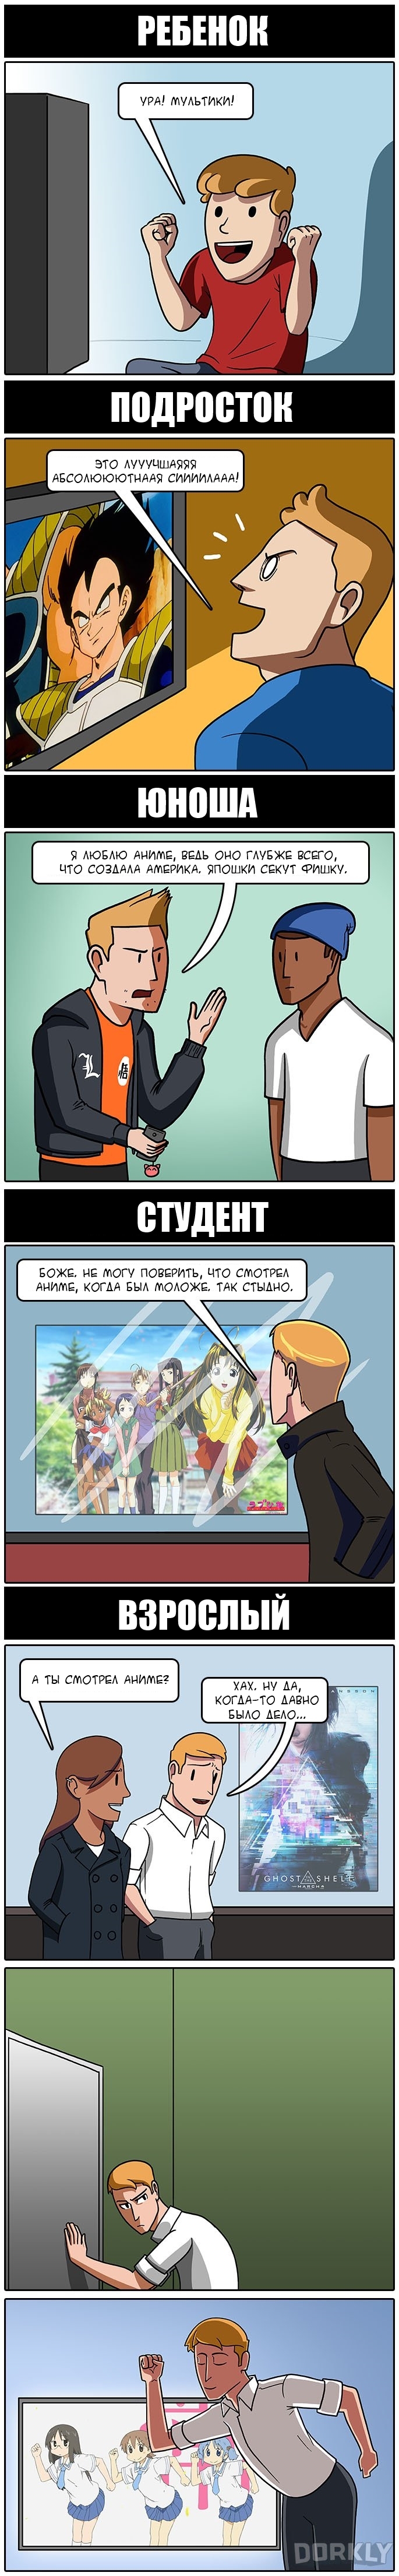 РЕБЕНОК
УРА! МУЛЬТИКИ!
ПОДРОСТОК
ЭТО ЛУУУЧШАЯЯЯ
АБСОЛЮЮЮТНААЯ СИИИИЛААА!
ЮНОША
Я ЛЮБЛЮ АНИМЕ, ВЕДЬ ОНО ГЛУБЖЕ ВСЕГО,
ЧТО СОЗДАЛА АМЕРИКА. ЯПОШКИ СЕКУТ ФИШКУ.
L
悟
СТУДЕНТ
БОЖЕ. НЕ МОГУ ПОВЕРИТЬ, ЧТО СМОТРЕЛ
АНИМЕ, КОГДА БЫЛ МОЛОЖЕ. ТАК СТЫДНО.
ВЗРОСЛЫЙ
А ТЫ СМОТРЕЛ АНИМЕ?
ХАХ. НУ ДА,
КОГДА-ТО ДАВНО
БЫЛО ДЕЛО...
GHOST SHELL
DORKLY